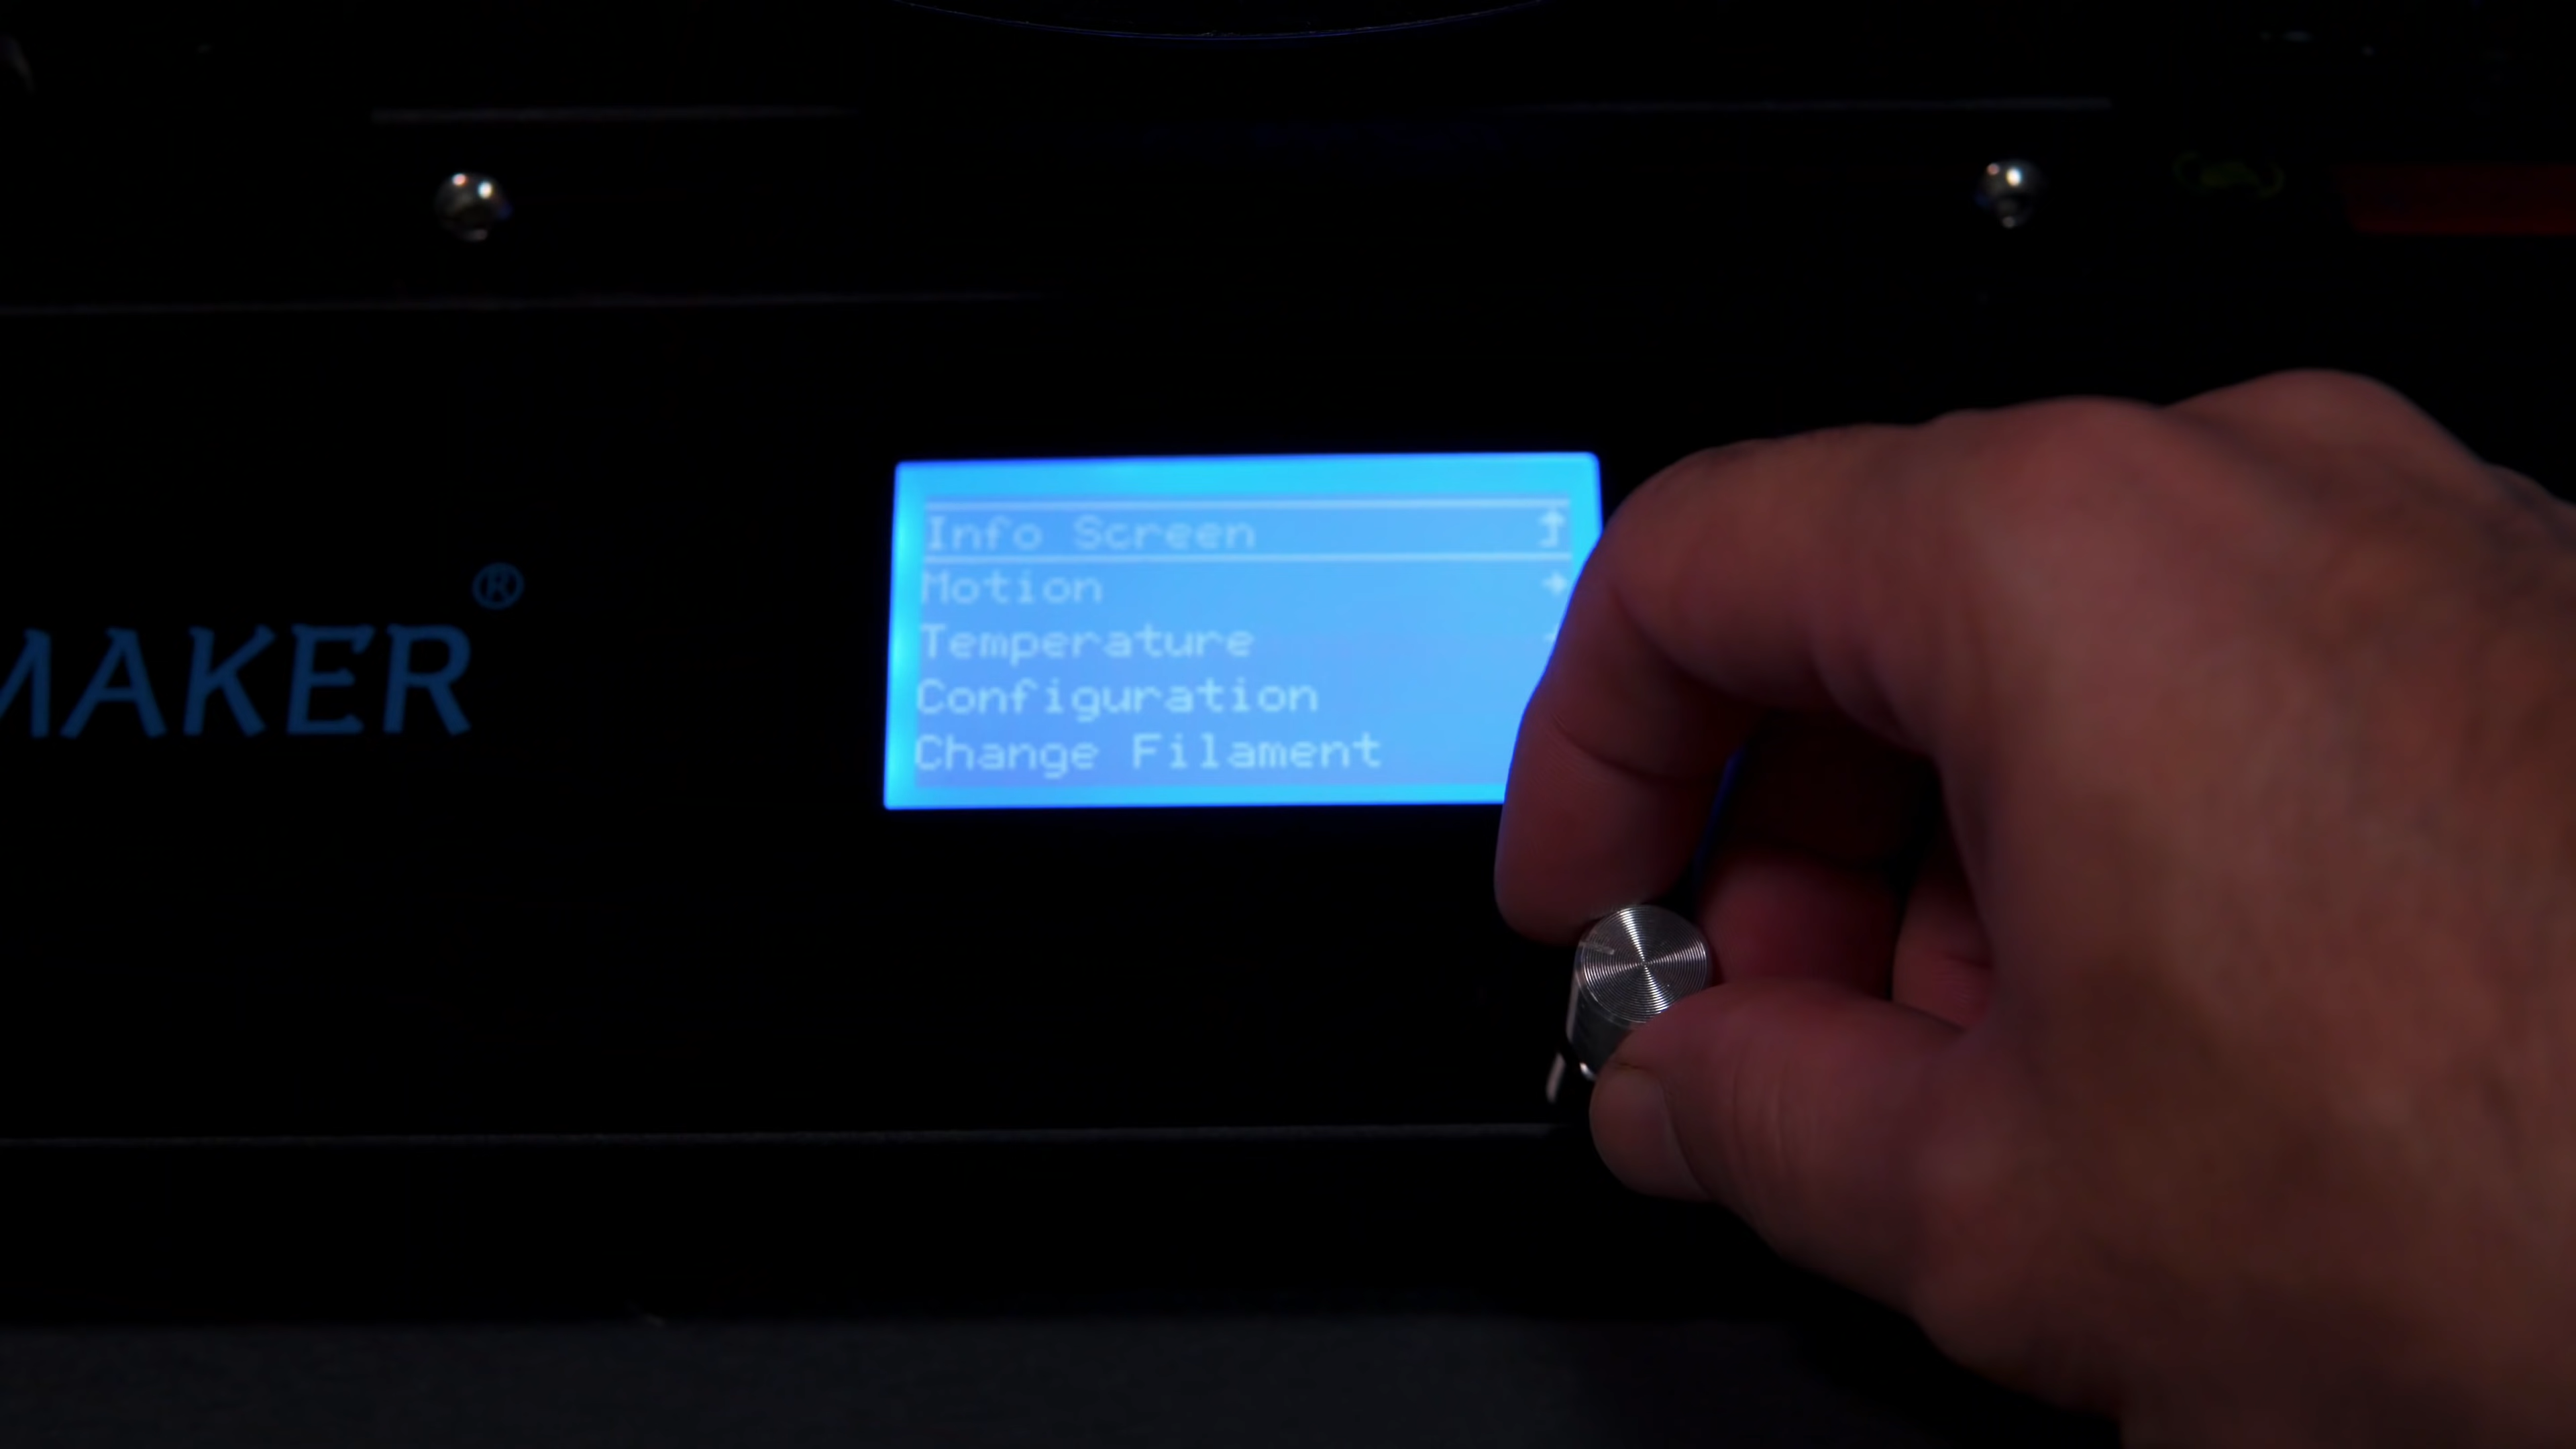 Info Screen
Motion
Temperature
Configuration
Change Filament
MAKER®